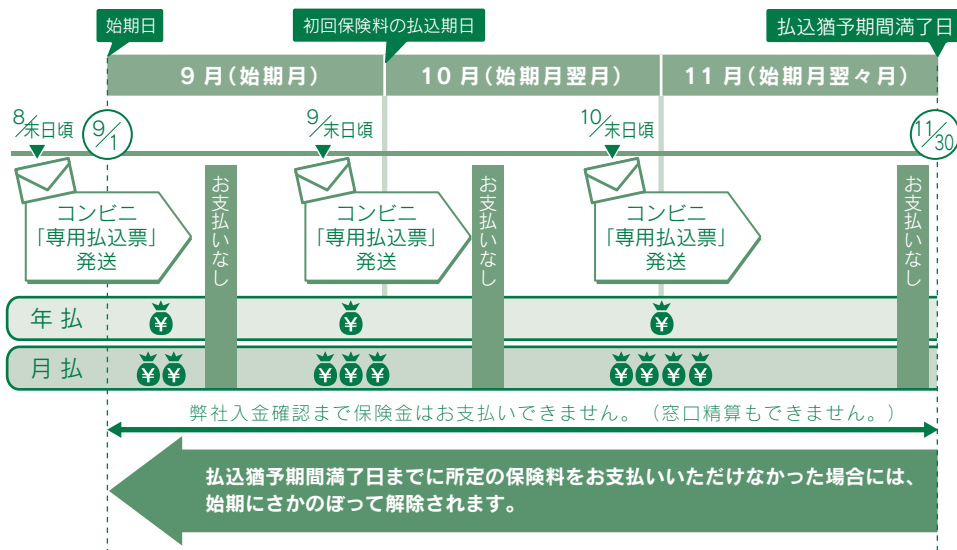 始期日
初回保険料の払込期日
払込猶予期間満了日
9月(始期月)
10月(始期月翌月)
11月(始期月翌々月)
8/末日頃
9/1
9/末日頃
10/末日頃
11/30
コンビニ
「専用払込票」
発送
お支払いなし
コンビニ
「専用払込票」
発送
お支払いなし
コンビニ
「専用払込票」
発送
お支払いなし
年払
¥
¥
¥
月払
¥¥
¥¥¥
¥¥¥¥
弊社入金確認まで保険金はお支払いできません。(窓口精算もできません。)
払込猶予期間満了日までに所定の保険料をお支払いいただけなかった場合には、
始期にさかのぼって解除されます。